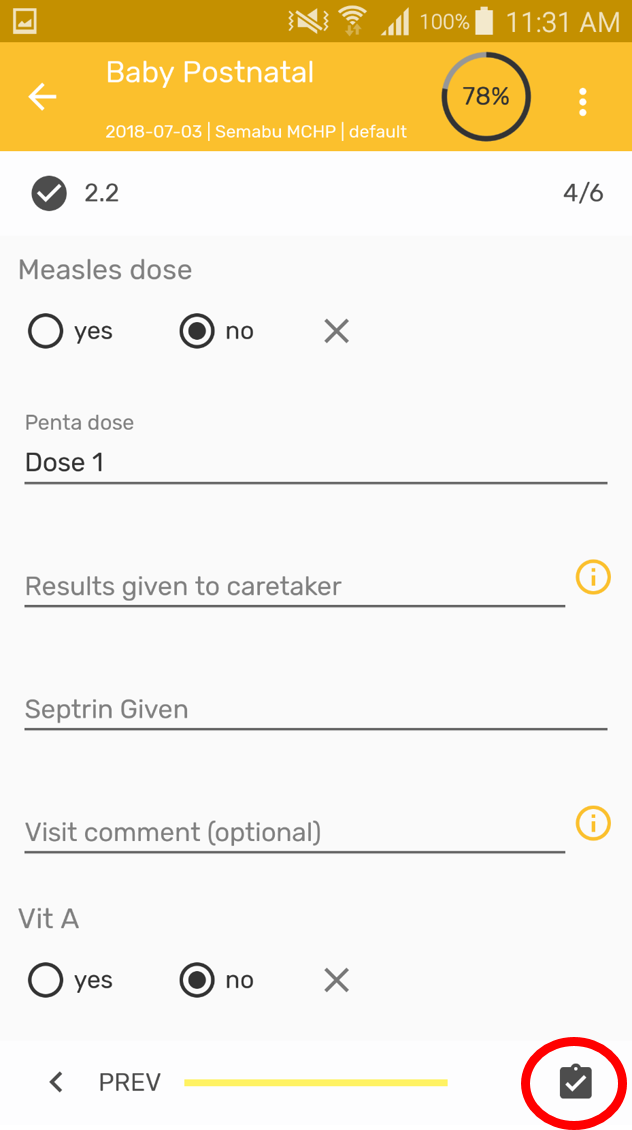 100% 11:31 AM
Baby Postnatal
78%
2018-07-03 | Semabu MCHP | default
2.2 4/6
Measles dose
yes no
Penta dose
Dose 1
Results given to caretaker
Septrin Given
Visit comment (optional)
Vit A
yes no
PREV